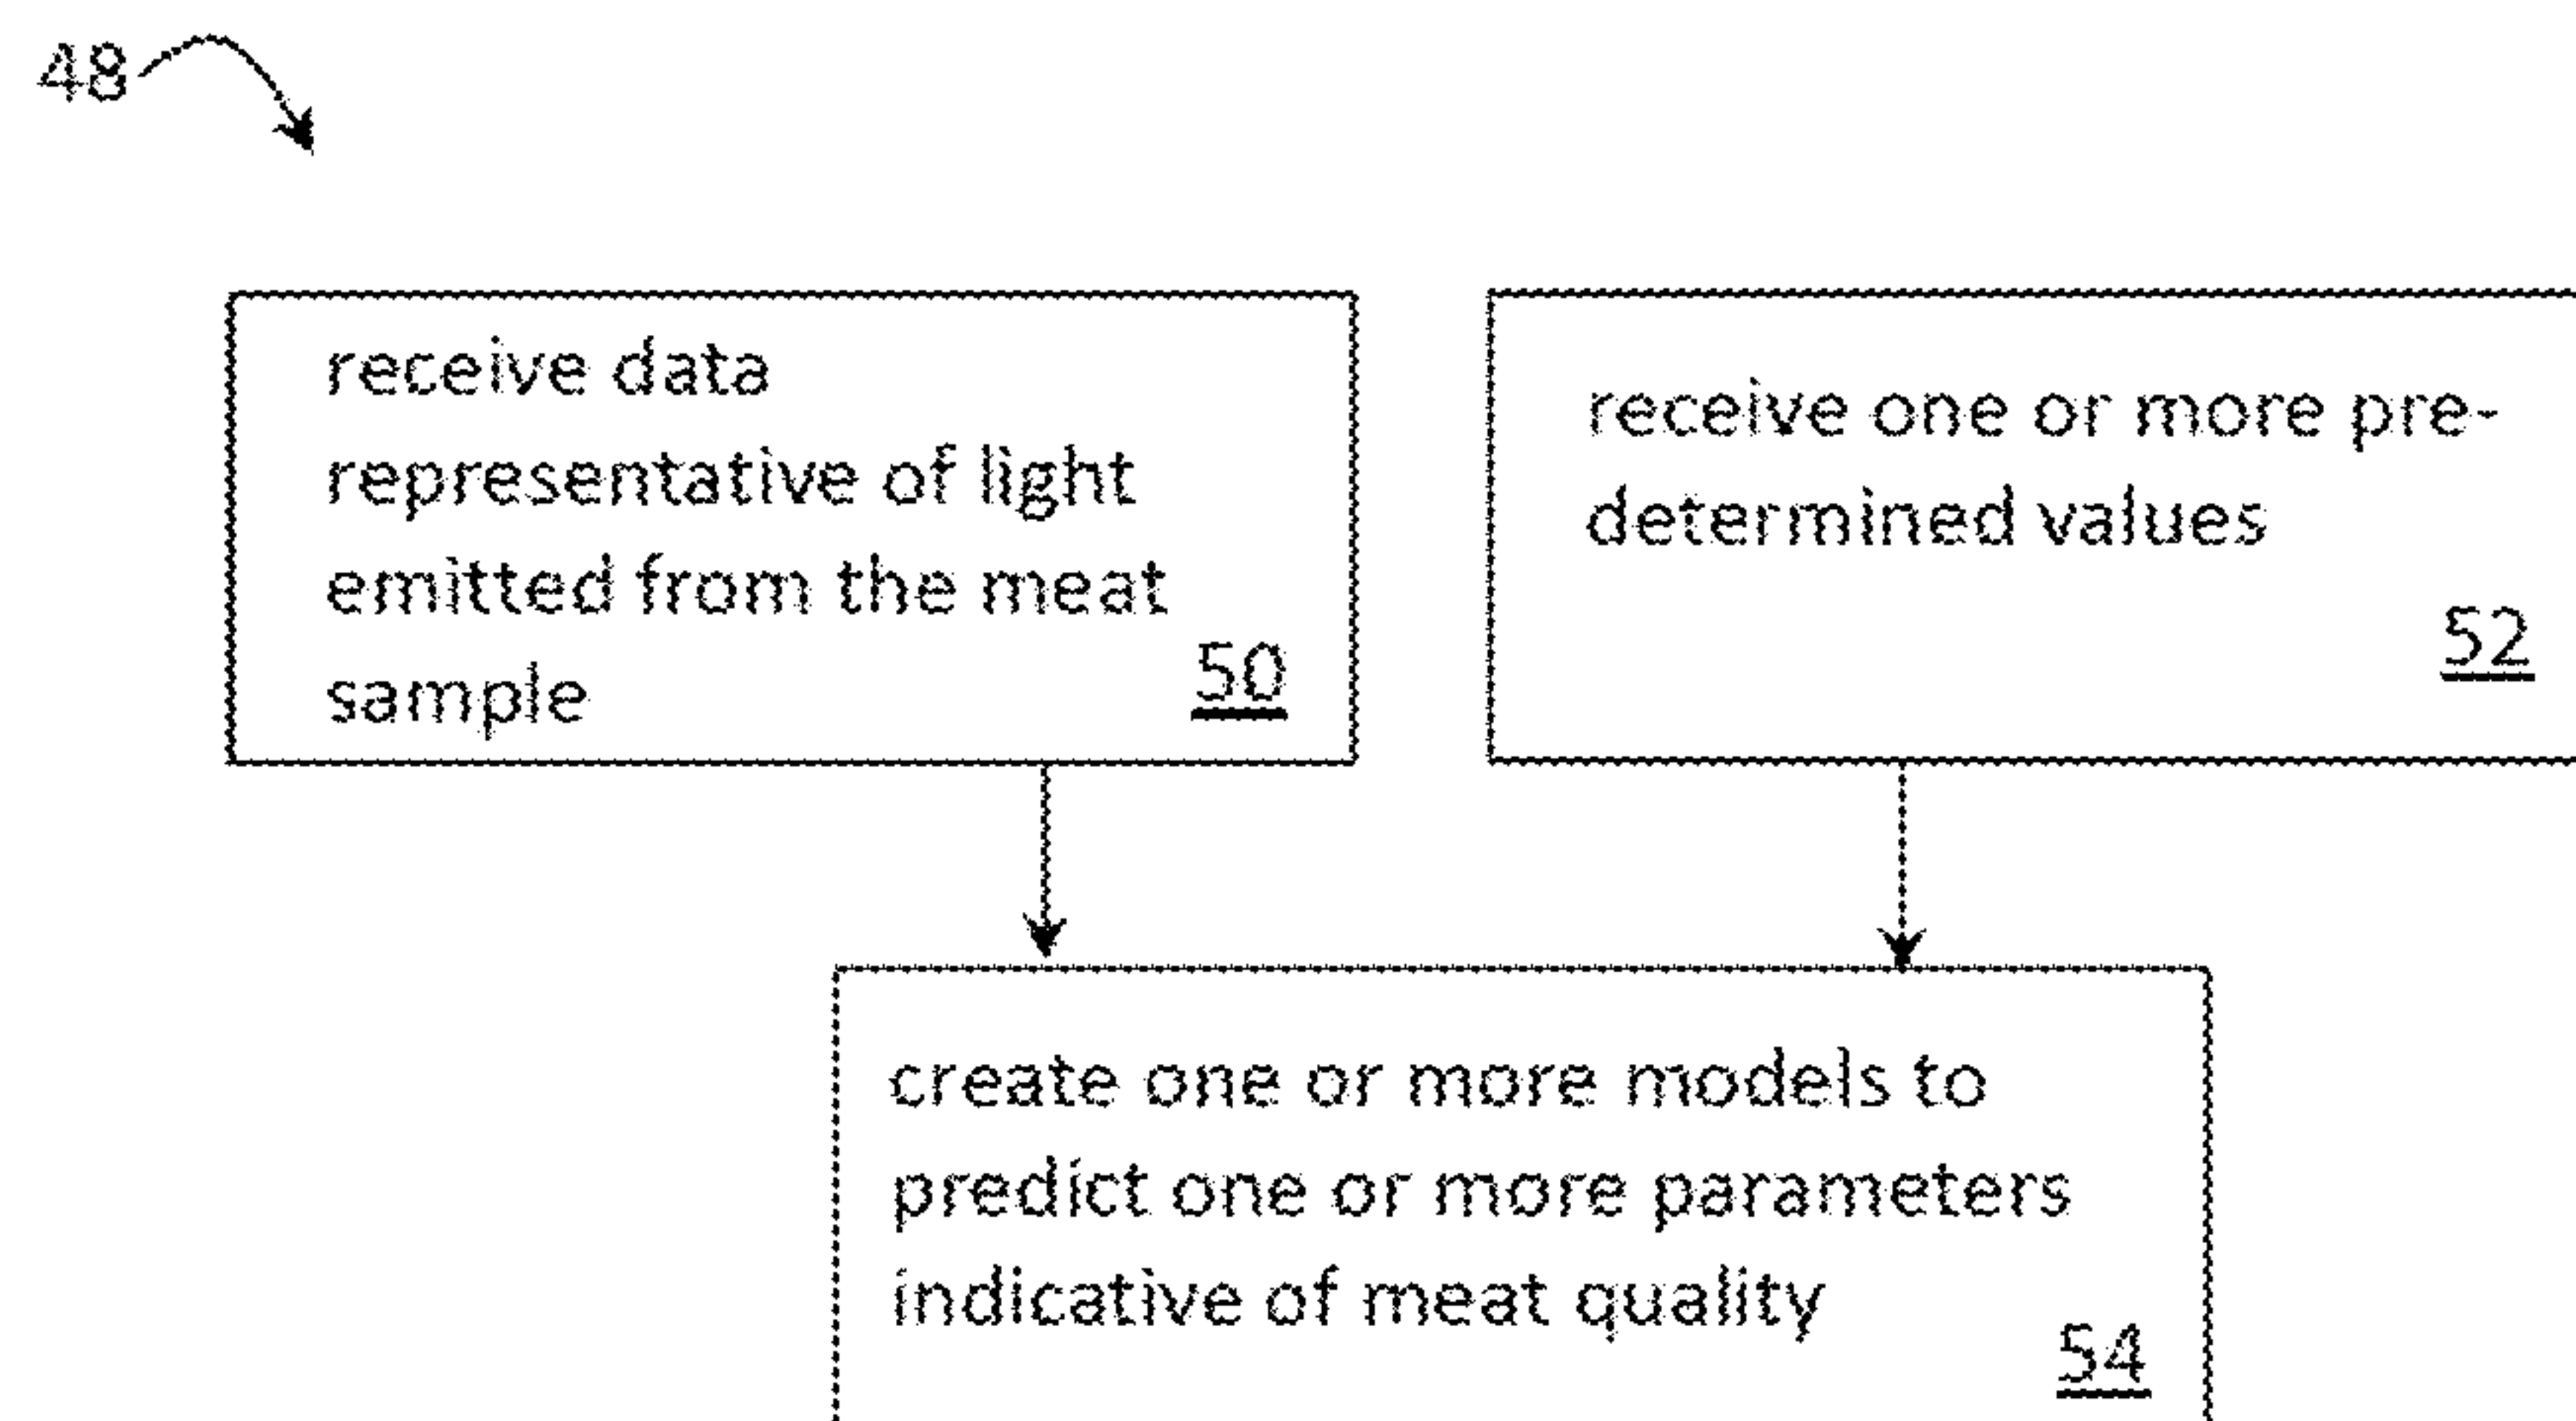 48
receive data
representative of light
emitted from the meat
sample
50
receive one or more pre-
determined values
52
create one or more models to
predict one or more parameters
indicative of meat quality
54